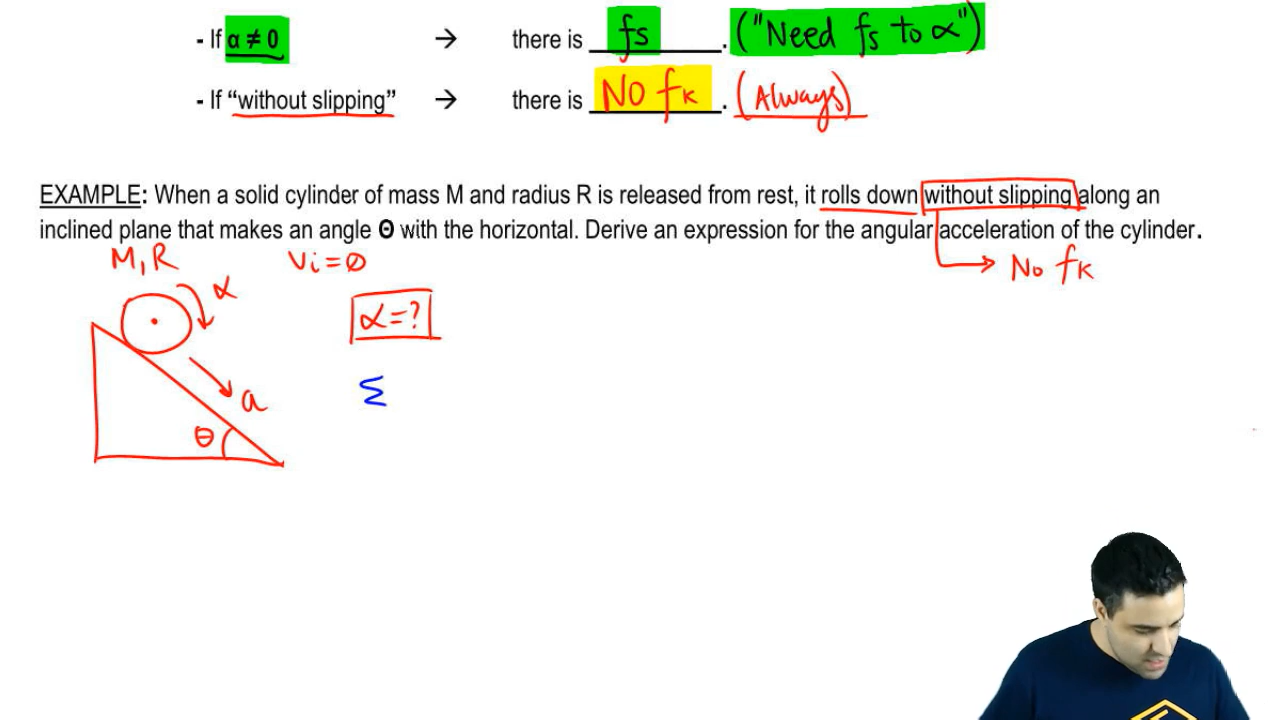 - If α ≠ 0 → there is fs. ("Need fs to α")
- If “without slipping” → there is NO fK. (Always)
EXAMPLE: When a solid cylinder of mass M and radius R is released from rest, it rolls down without slipping along an
inclined plane that makes an angle Θ with the horizontal. Derive an expression for the angular acceleration of the cylinder.
M, R Vi = 0 → No fK
α
α = ?
Σ
a
θ